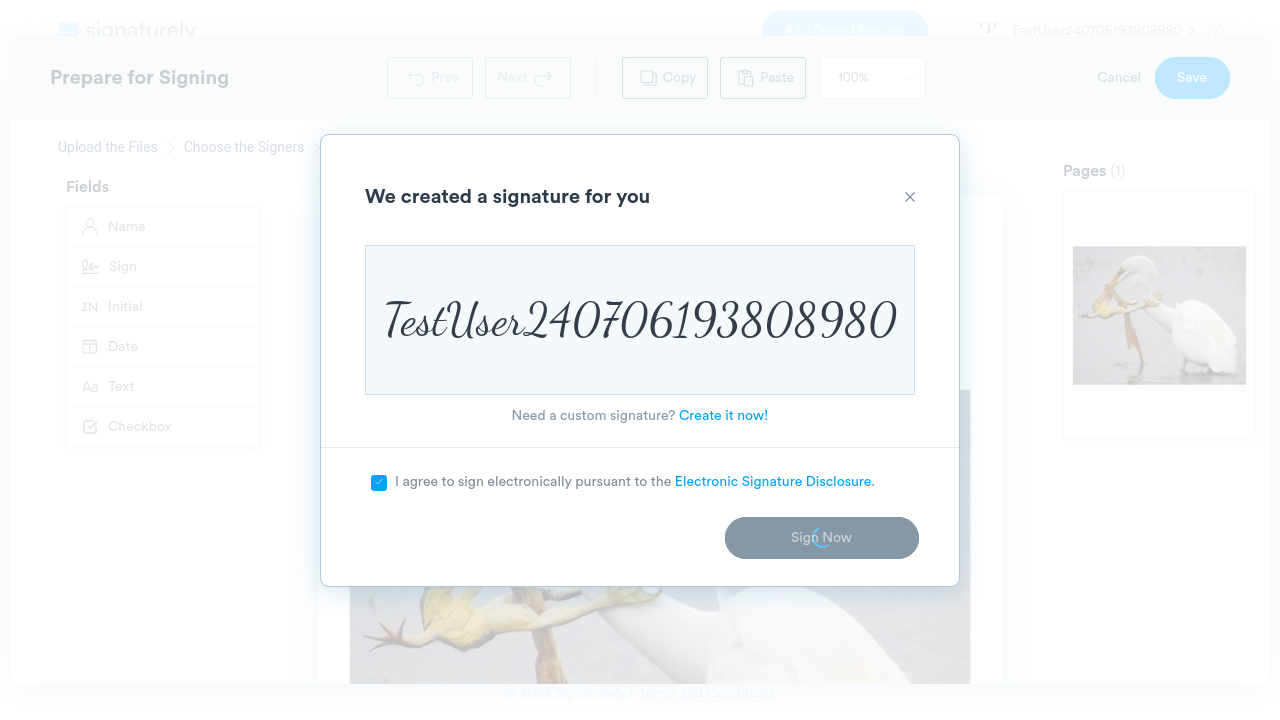 signaturely
Add Team Member
TestUser240706193808980
Prepare for Signing
Prev
Next
Copy
Paste
100%
Cancel
Save
Upload the Files
Choose the Signers
Fields
Name
Sign
IN Initial
Date
Aa Text
Checkbox
We created a signature for you
TestUser240706193808980
Need a custom signature? Create it now!
I agree to sign electronically pursuant to the Electronic Signature Disclosure.
Sign Now
Pages (1)
© 2024 Signaturely | Terms and Conditions